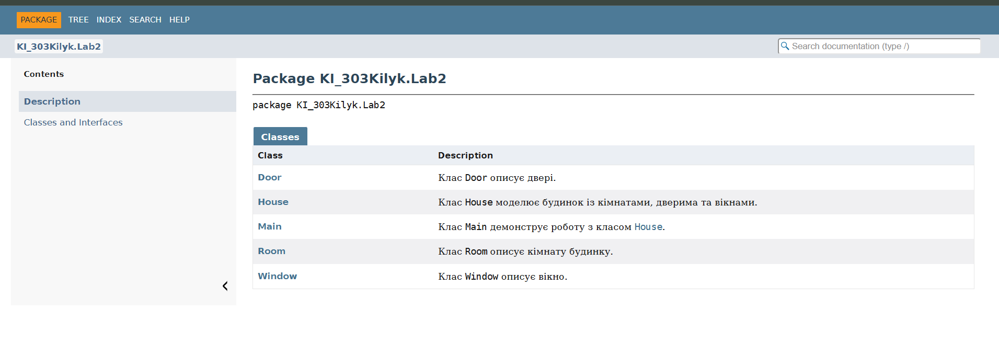 PACKAGE TREE INDEX SEARCH HELP
KI_303Kilyk.Lab2
Search documentation (type /)
Contents
Description
Classes and Interfaces
Package KI_303Kilyk.Lab2
package KI_303Kilyk.Lab2
Classes
Class Description
Door Клас Door описує двері.
House Клас House моделює будинок із кімнатами, дверима та вікнами.
Main Клас Main демонструє роботу з класом House.
Room Клас Room описує кімнату будинку.
Window Клас Window описує вікно.